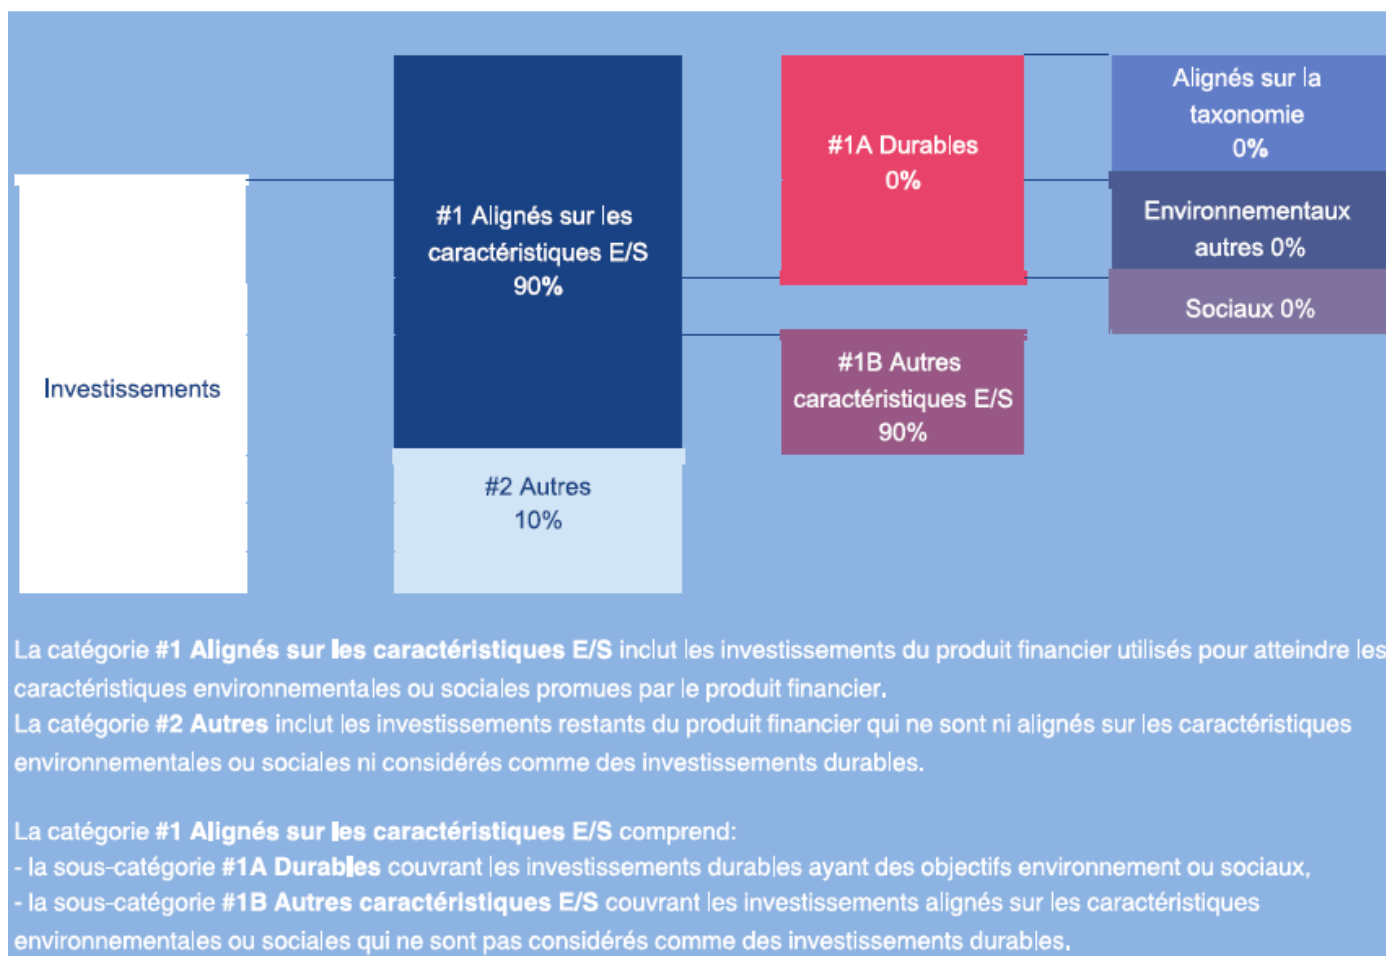 Investissements
#1 Alignés sur les
caractéristiques E/S
90%
#2 Autres
10%
#1A Durables
0%
#1B Autres
caractéristiques E/S
90%
Alignés sur la
taxonomie
0%
Environnementaux
autres 0%
Sociaux 0%
La catégorie #1 Alignés sur les caractéristiques E/S inclut les investissements du produit financier utilisés pour atteindre les
caractéristiques environnementales ou sociales promues par le produit financier.
La catégorie #2 Autres inclut les investissements restants du produit financier qui ne sont ni alignés sur les caractéristiques
environnementales ou sociales ni considérés comme des investissements durables.
La catégorie #1 Alignés sur les caractéristiques E/S comprend:
- la sous-catégorie #1A Durables couvrant les investissements durables ayant des objectifs environnement ou sociaux,
- la sous-catégorie #1B Autres caractéristiques E/S couvrant les investissements alignés sur les caractéristiques
environnementales ou sociales qui ne sont pas considérés comme des investissements durables.